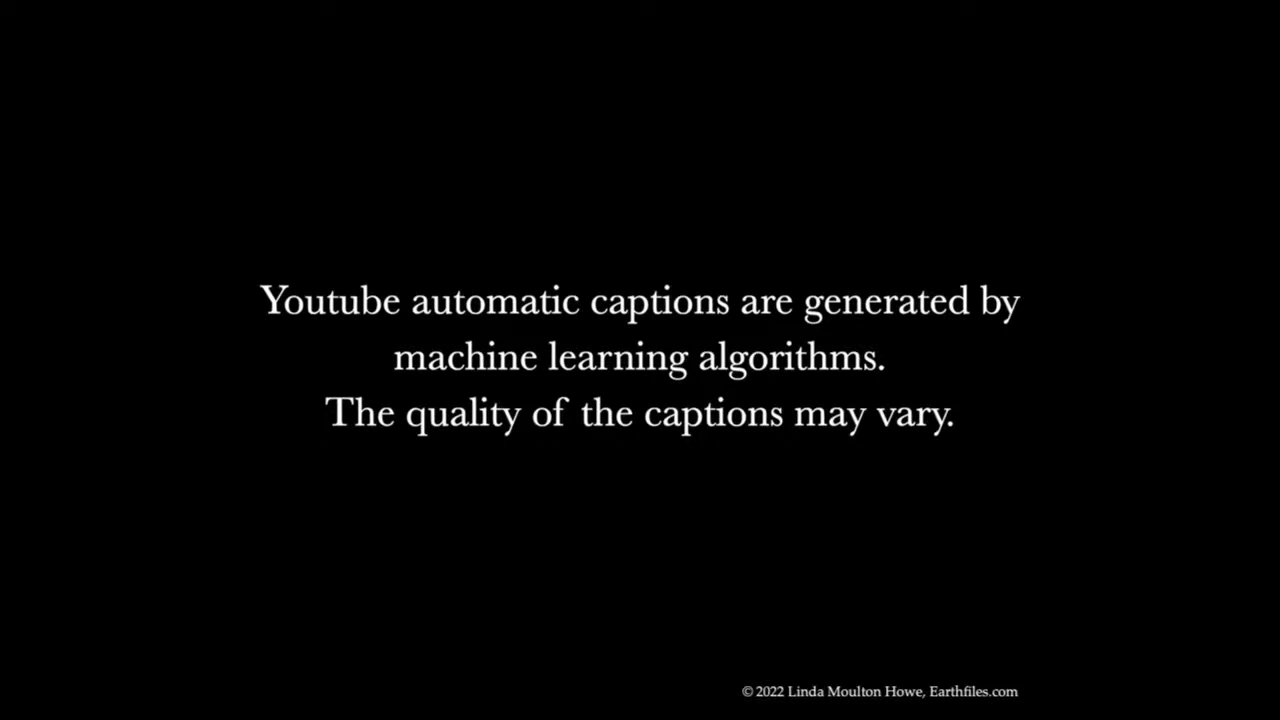 Youtube automatic captions are generated by
machine learning algorithms.
The quality of the captions may vary.
© 2022 Linda Moulton Howe, Earthfiles.com